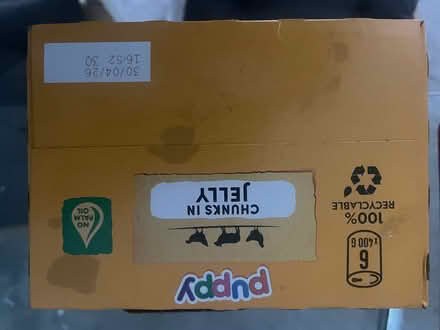 puppy
6
x400 G
100%
RECYCLABLE
CHUNKS IN
JELLY
NO
PALM
OIL
30/04/26
16:52 30